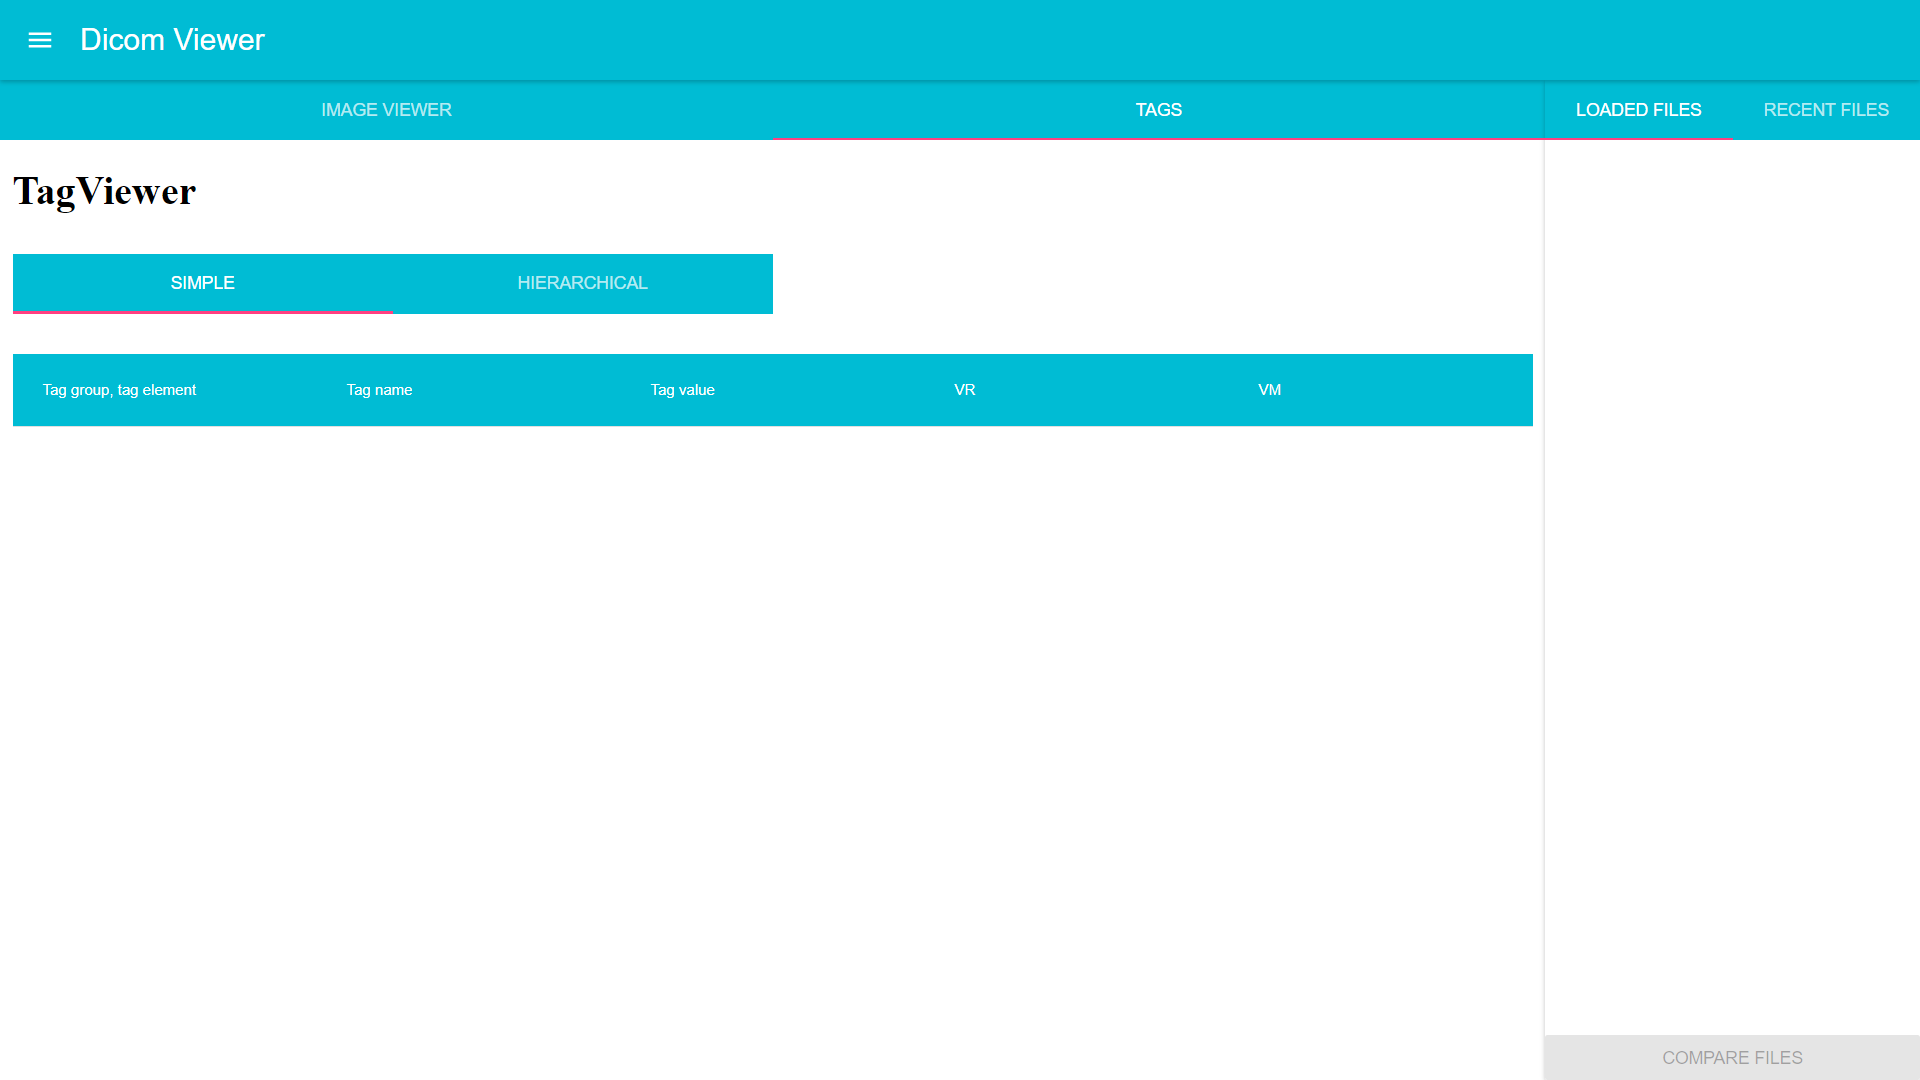 Dicom Viewer
IMAGE VIEWER TAGS LOADED FILES RECENT FILES
TagViewer
SIMPLE HIERARCHICAL
Tag group, tag element Tag name Tag value VR VM
COMPARE FILES